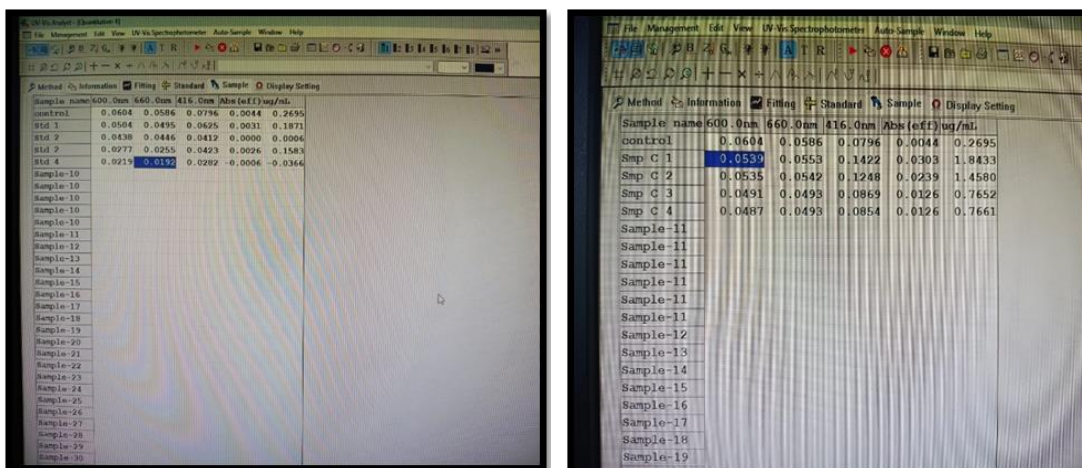 UV-Vis Analyst - [Quantitation 4]
File Management Edit View UV-Vis Spectrophotometer Auto-Sample Window Help
Method Information Fitting Standard Sample Display Setting
Sample name 600.0nm 660.0nm 416.0nm Abs(eff) ug/mL
control 0.0604 0.0586 0.0796 0.0044 0.2695
Std 1 0.0504 0.0495 0.0625 0.0031 0.1871
Std 2 0.0438 0.0446 0.0412 0.0000 0.0006
Std 2 0.0277 0.0255 0.0423 0.0026 0.1583
Std 4 0.0219 0.0192 0.0282 -0.0006 -0.0366
Sample-10
Sample-10
Sample-10
Sample-10
Sample-10
Sample-11
Sample-12
Sample-13
Sample-14
Sample-15
Sample-16
Sample-17
Sample-18
Sample-19
Sample-20
Sample-21
Sample-22
Sample-23
Sample-24
Sample-25
Sample-26
Sample-27
Sample-28
Sample-29
Sample-30
File Management Edit View UV-Vis Spectrophotometer Auto-Sample Window Help
Method Information Fitting Standard Sample Display Setting
Sample name 600.0nm 660.0nm 416.0nm Abs(eff) ug/mL
control 0.0604 0.0586 0.0796 0.0044 0.2695
Smp C 1 0.0539 0.0553 0.1422 0.0303 1.8433
Smp C 2 0.0535 0.0542 0.1248 0.0239 1.4580
Smp C 3 0.0491 0.0493 0.0869 0.0126 0.7652
Smp C 4 0.0487 0.0493 0.0854 0.0126 0.7661
Sample-11
Sample-11
Sample-11
Sample-11
Sample-11
Sample-11
Sample-12
Sample-13
Sample-14
Sample-15
Sample-16
Sample-17
Sample-18
Sample-19